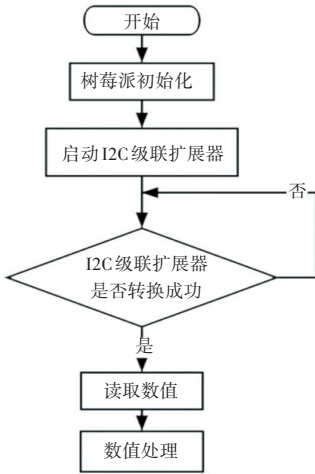 开始
树莓派初始化
启动I2C级联扩展器
否
I2C级联扩展器
是否转换成功
是
读取数值
数值处理